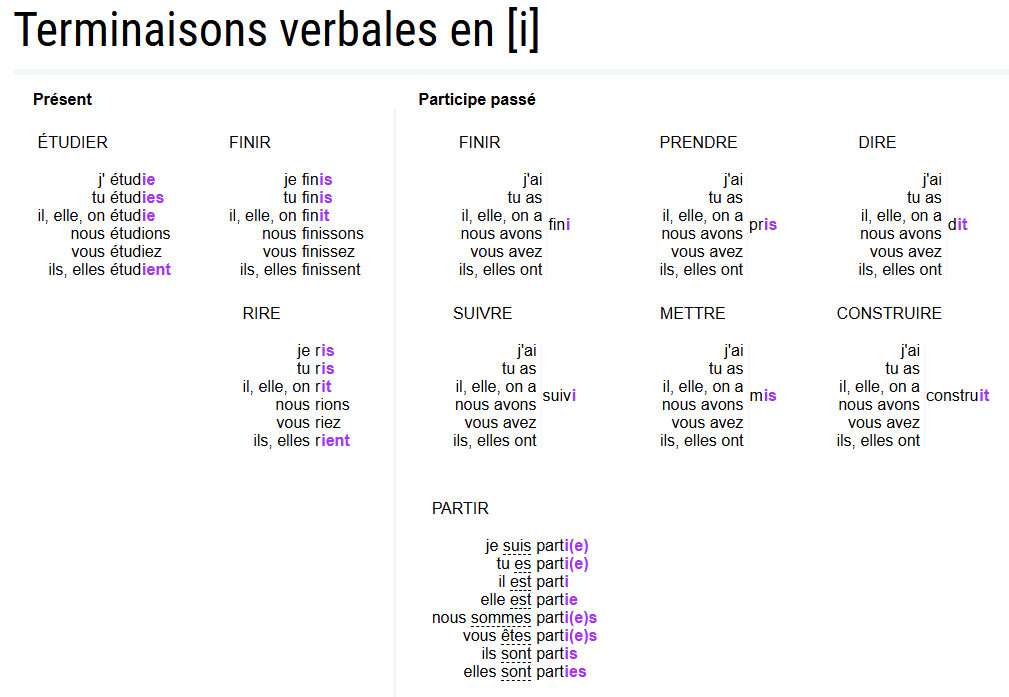 Terminaisons verbales en [i]
Présent
ÉTUDIER
j' étudie
tu étudies
il, elle, on étudie
nous étudions
vous étudiez
ils, elles étudient
FINIR
je finis
tu finis
il, elle, on finit
nous finissons
vous finissez
ils, elles finissent
RIRE
je ris
tu ris
il, elle, on rit
nous rions
vous riez
ils, elles rient
Participe passé
FINIR
j'ai
tu as
il, elle, on a
nous avons
vous avez
ils, elles ont
fini
PRENDRE
j'ai
tu as
il, elle, on a
nous avons
vous avez
ils, elles ont
pris
DIRE
j'ai
tu as
il, elle, on a
nous avons
vous avez
ils, elles ont
dit
SUIVRE
j'ai
tu as
il, elle, on a
nous avons
vous avez
ils, elles ont
suivi
METTRE
j'ai
tu as
il, elle, on a
nous avons
vous avez
ils, elles ont
mis
CONSTRUIRE
j'ai
tu as
il, elle, on a
nous avons
vous avez
ils, elles ont
construit
PARTIR
je suis parti(e)
tu es parti(e)
il est parti
elle est partie
nous sommes parti(e)s
vous êtes parti(e)s
ils sont partis
elles sont parties